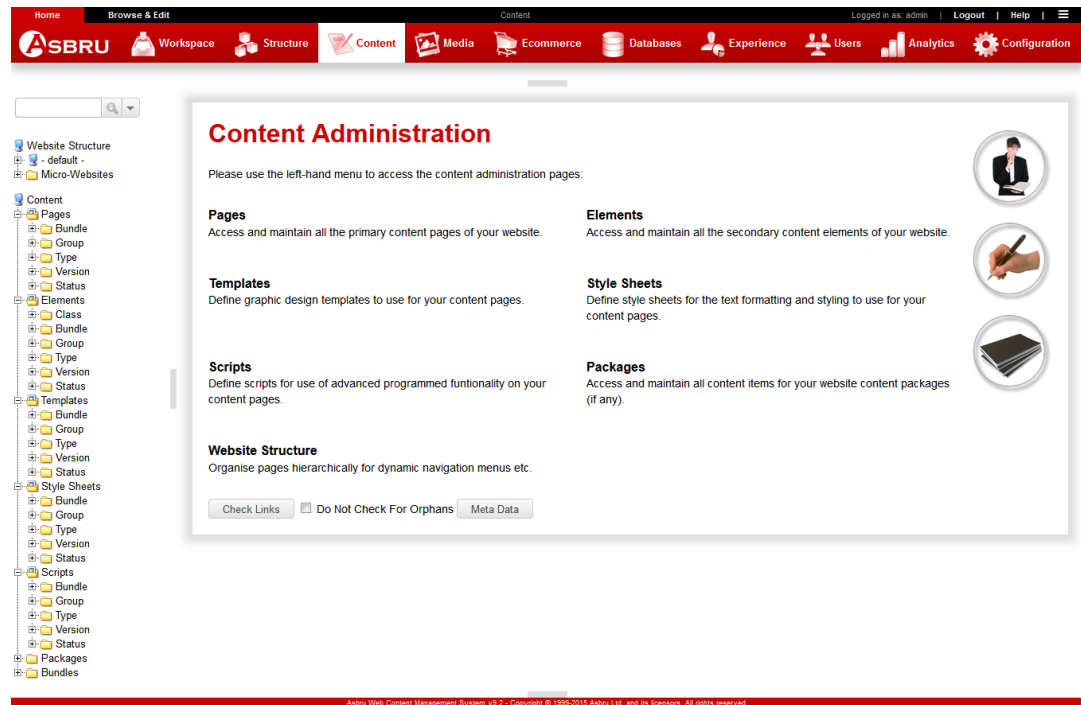 Home Browse & Edit Content Logged in as: admin | Logout | Help |
ASBRU Workspace Structure Content Media Ecommerce Databases Experience Users Analytics Configuration
Website Structure
- default -
Micro-Websites
Content
Pages
Bundle
Group
Type
Version
Status
Elements
Class
Bundle
Group
Type
Version
Status
Templates
Bundle
Group
Type
Version
Status
Style Sheets
Bundle
Group
Type
Version
Status
Scripts
Bundle
Group
Type
Version
Status
Packages
Bundles
Content Administration
Please use the left-hand menu to access the content administration pages:
Pages
Access and maintain all the primary content pages of your website.
Elements
Access and maintain all the secondary content elements of your website.
Templates
Define graphic design templates to use for your content pages.
Style Sheets
Define style sheets for the text formatting and styling to use for your
content pages.
Scripts
Define scripts for use of advanced programmed funtionality on your
content pages.
Packages
Access and maintain all content items for your website content packages
(if any).
Website Structure
Organise pages hierarchically for dynamic navigation menus etc.
Check Links Do Not Check For Orphans Meta Data
Asbru Web Content Management System v9.2 - Copyright © 1999-2015 Asbru Ltd. and its licensors. All rights reserved.